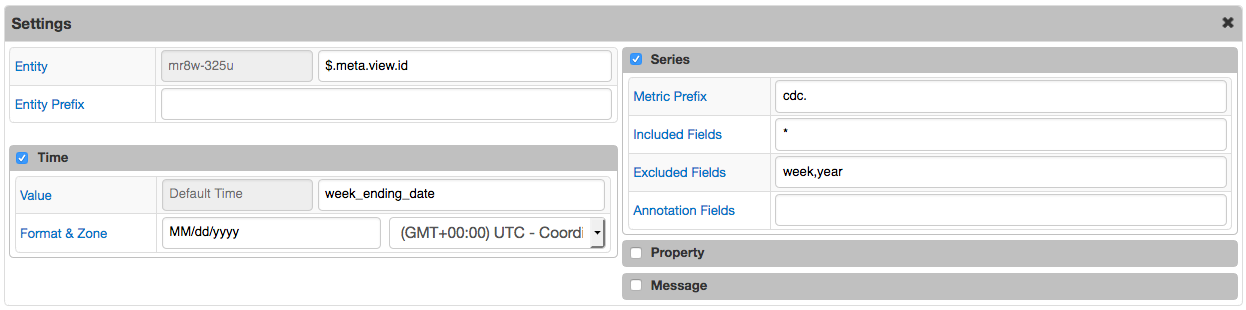 Settings ✖
Entity mr8w-325u $.meta.view.id
Entity Prefix
Time
Value Default Time week_ending_date
Format & Zone MM/dd/yyyy (GMT+00:00) UTC - Coordi
Series
Metric Prefix cdc.
Included Fields *
Excluded Fields week,year
Annotation Fields
Property
Message